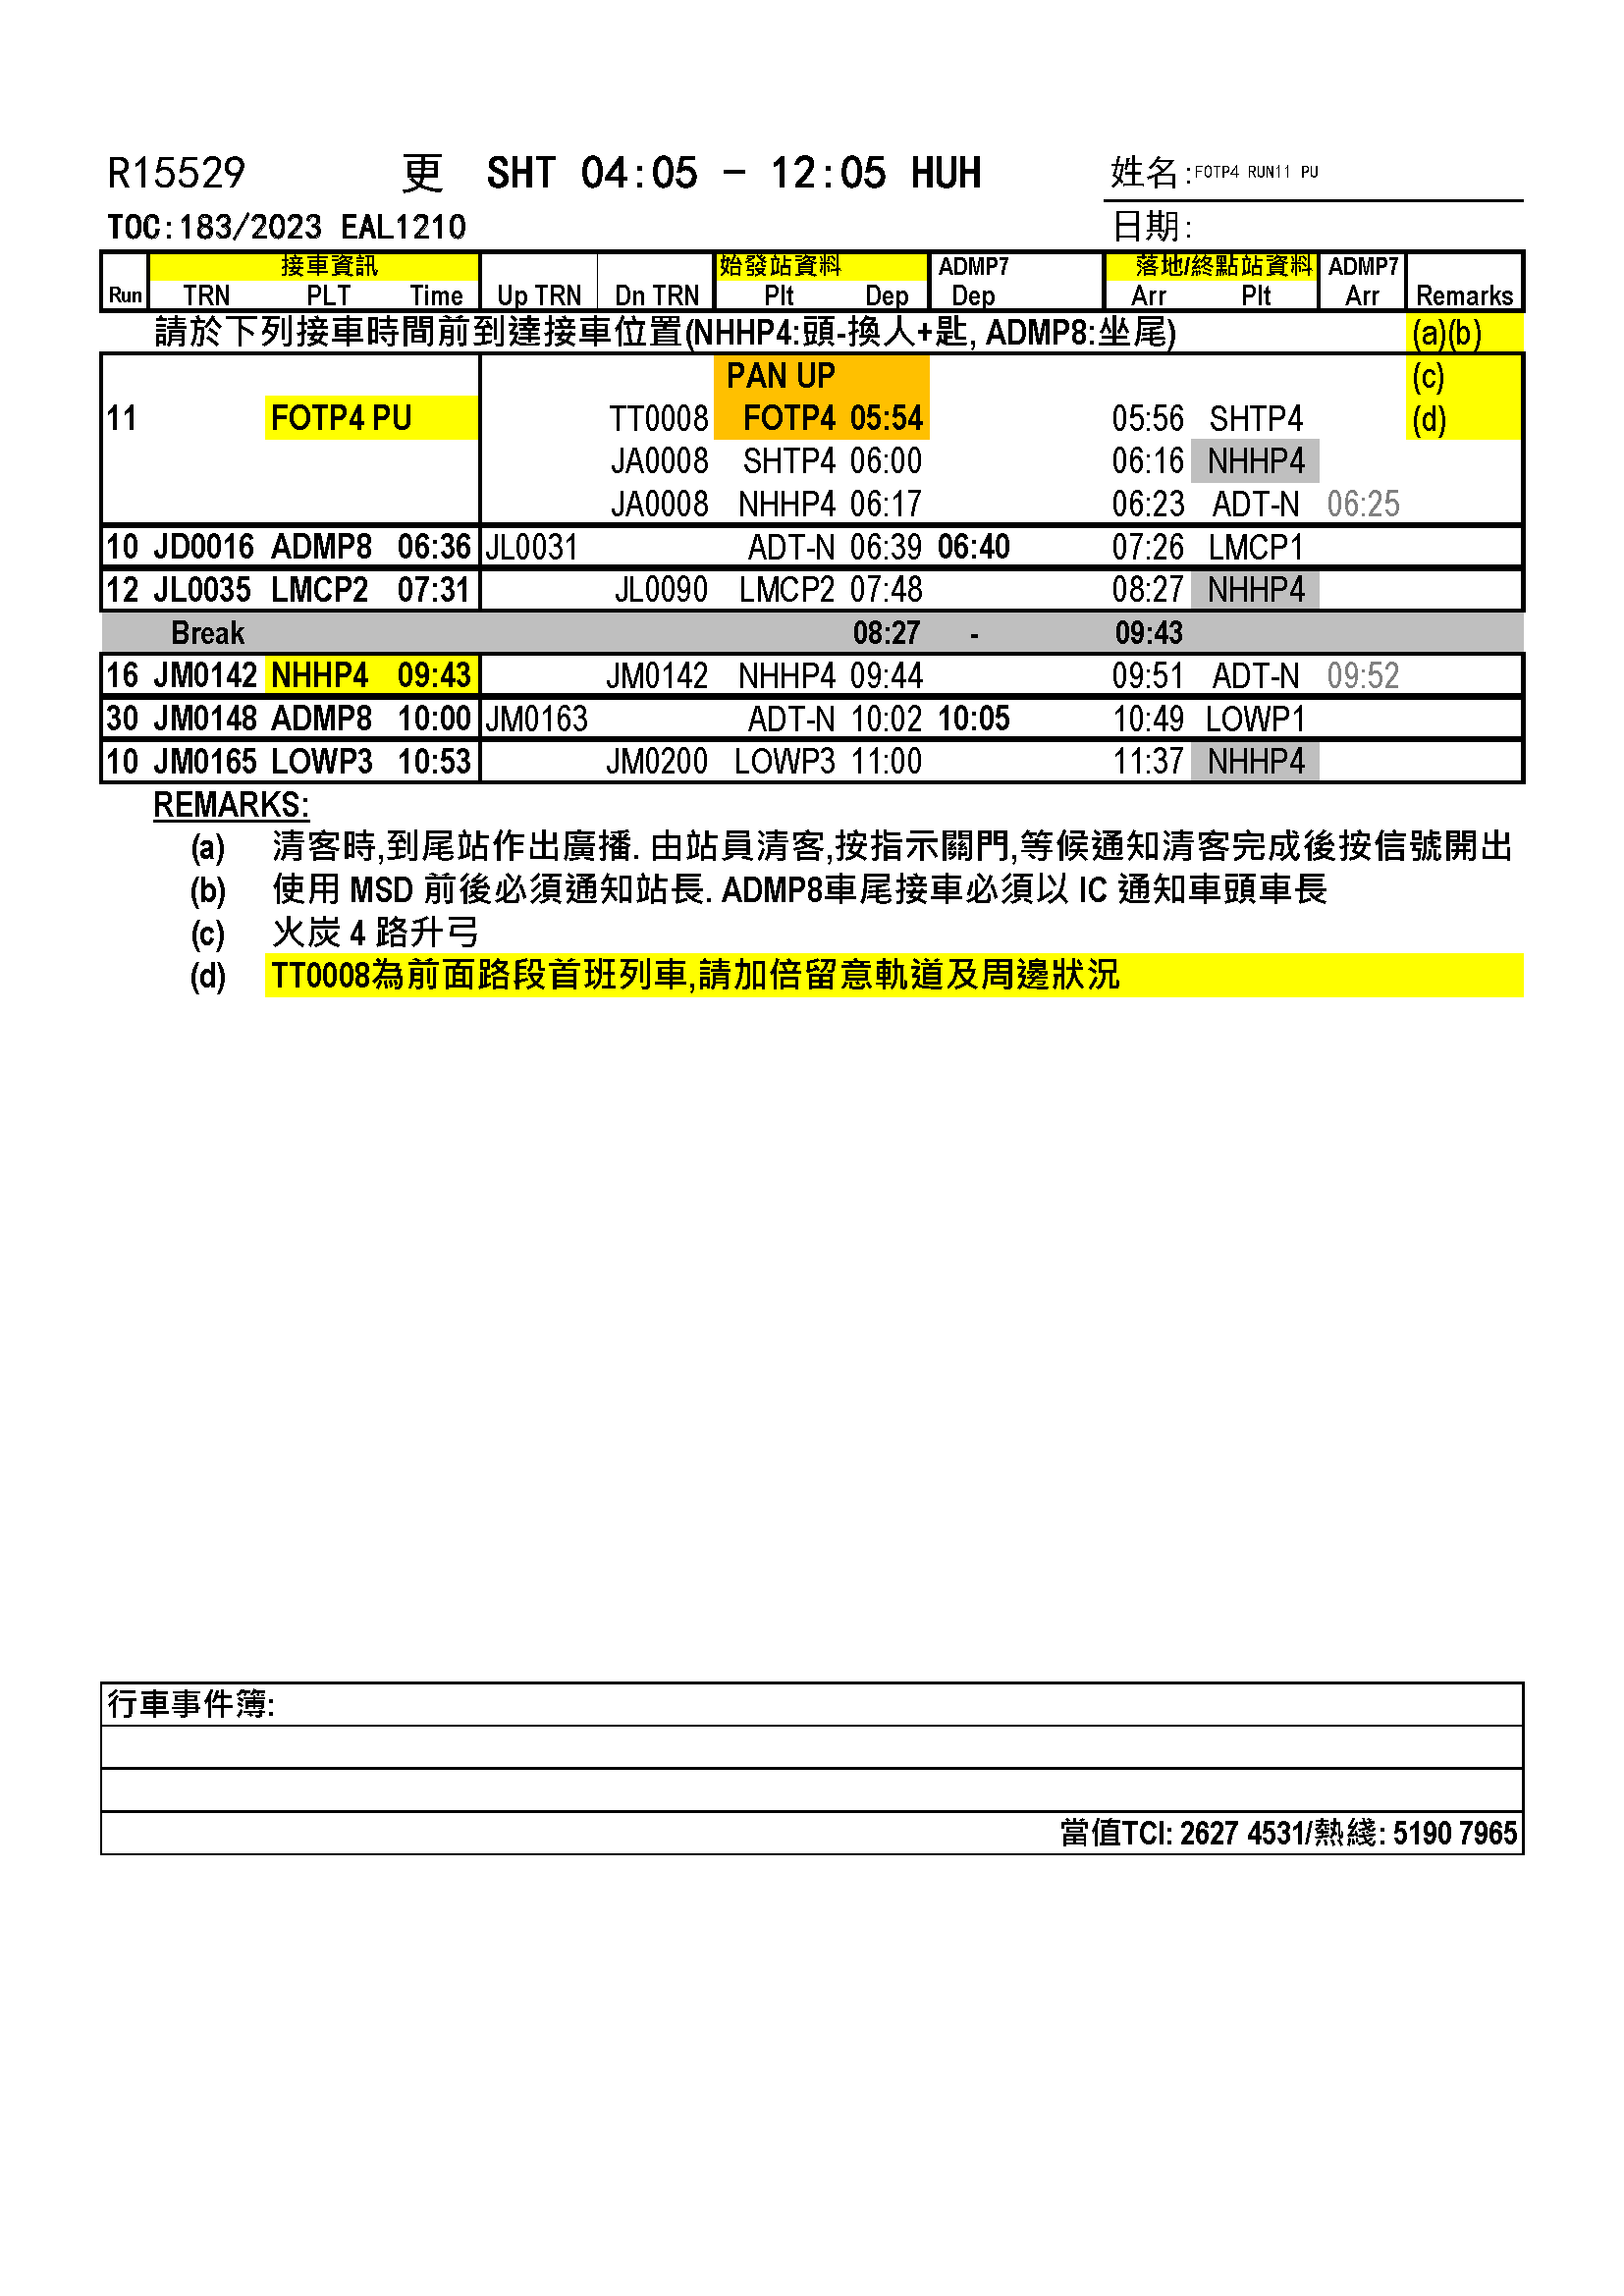 R15529 更 SHT 04:05 - 12:05 HUH 姓名:FOTP4 RUN11 PU
TOC:183/2023 EAL1210 日期:
接車資訊 始發站資料 ADMP7 落地/終點站資料 ADMP7
Run TRN PLT Time Up TRN Dn TRN Plt Dep Dep Arr Plt Arr Remarks
請於下列接車時間前到達接車位置(NHHP4:頭-換人+匙, ADMP8:坐尾) (a)(b)
PAN UP (c)
11 FOTP4 PU TT0008 FOTP4 05:54 05:56 SHTP4 (d)
JA0008 SHTP4 06:00 06:16 NHHP4
JA0008 NHHP4 06:17 06:23 ADT-N 06:25
10 JD0016 ADMP8 06:36 JL0031 ADT-N 06:39 06:40 07:26 LMCP1
12 JL0035 LMCP2 07:31 JL0090 LMCP2 07:48 08:27 NHHP4
Break 08:27 - 09:43
16 JM0142 NHHP4 09:43 JM0142 NHHP4 09:44 09:51 ADT-N 09:52
30 JM0148 ADMP8 10:00 JM0163 ADT-N 10:02 10:05 10:49 LOWP1
10 JM0165 LOWP3 10:53 JM0200 LOWP3 11:00 11:37 NHHP4
REMARKS:
(a) 清客時,到尾站作出廣播. 由站員清客,按指示關門,等候通知清客完成後按信號開出
(b) 使用 MSD 前後必須通知站長. ADMP8車尾接車必須以 IC 通知車頭車長
(c) 火炭 4 路升弓
(d) TT0008為前面路段首班列車,請加倍留意軌道及周邊狀況
行車事件簿:
當值TCI: 2627 4531/熱綫: 5190 7965